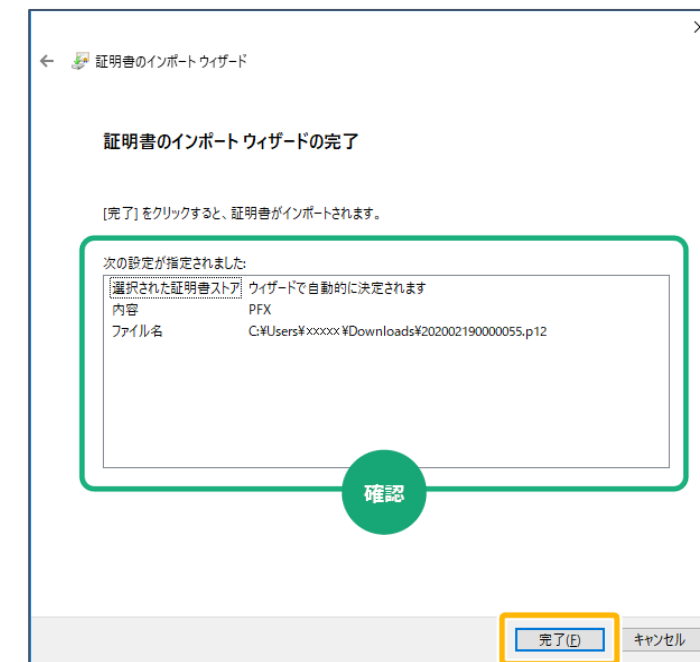 証明書のインポート ウィザード
証明書のインポート ウィザードの完了
[完了] をクリックすると、証明書がインポートされます。
次の設定が指定されました:
選択された証明書ストア ウィザードで自動的に決定されます
内容 PFX
ファイル名 C:¥Users¥xxxxx¥Downloads¥202002190000055.p12
確認
完了(F) キャンセル